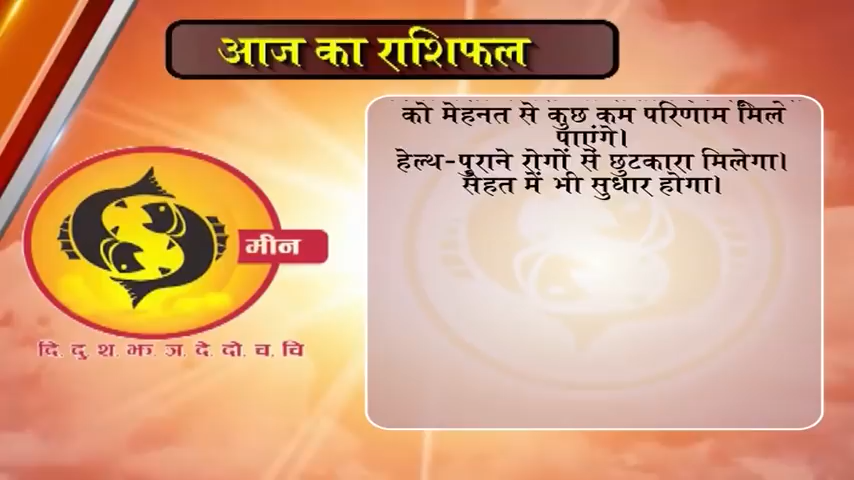 आज का राशिफल
को मेहनत से कुछ कम परिणाम मिले
पाएंगे।
हेल्थ-पुराने रोगों से छुटकारा मिलेगा।
सेहत में भी सुधार होगा।
मीन
दि. दु. श. झ. ञ. दे. दो. च. चि